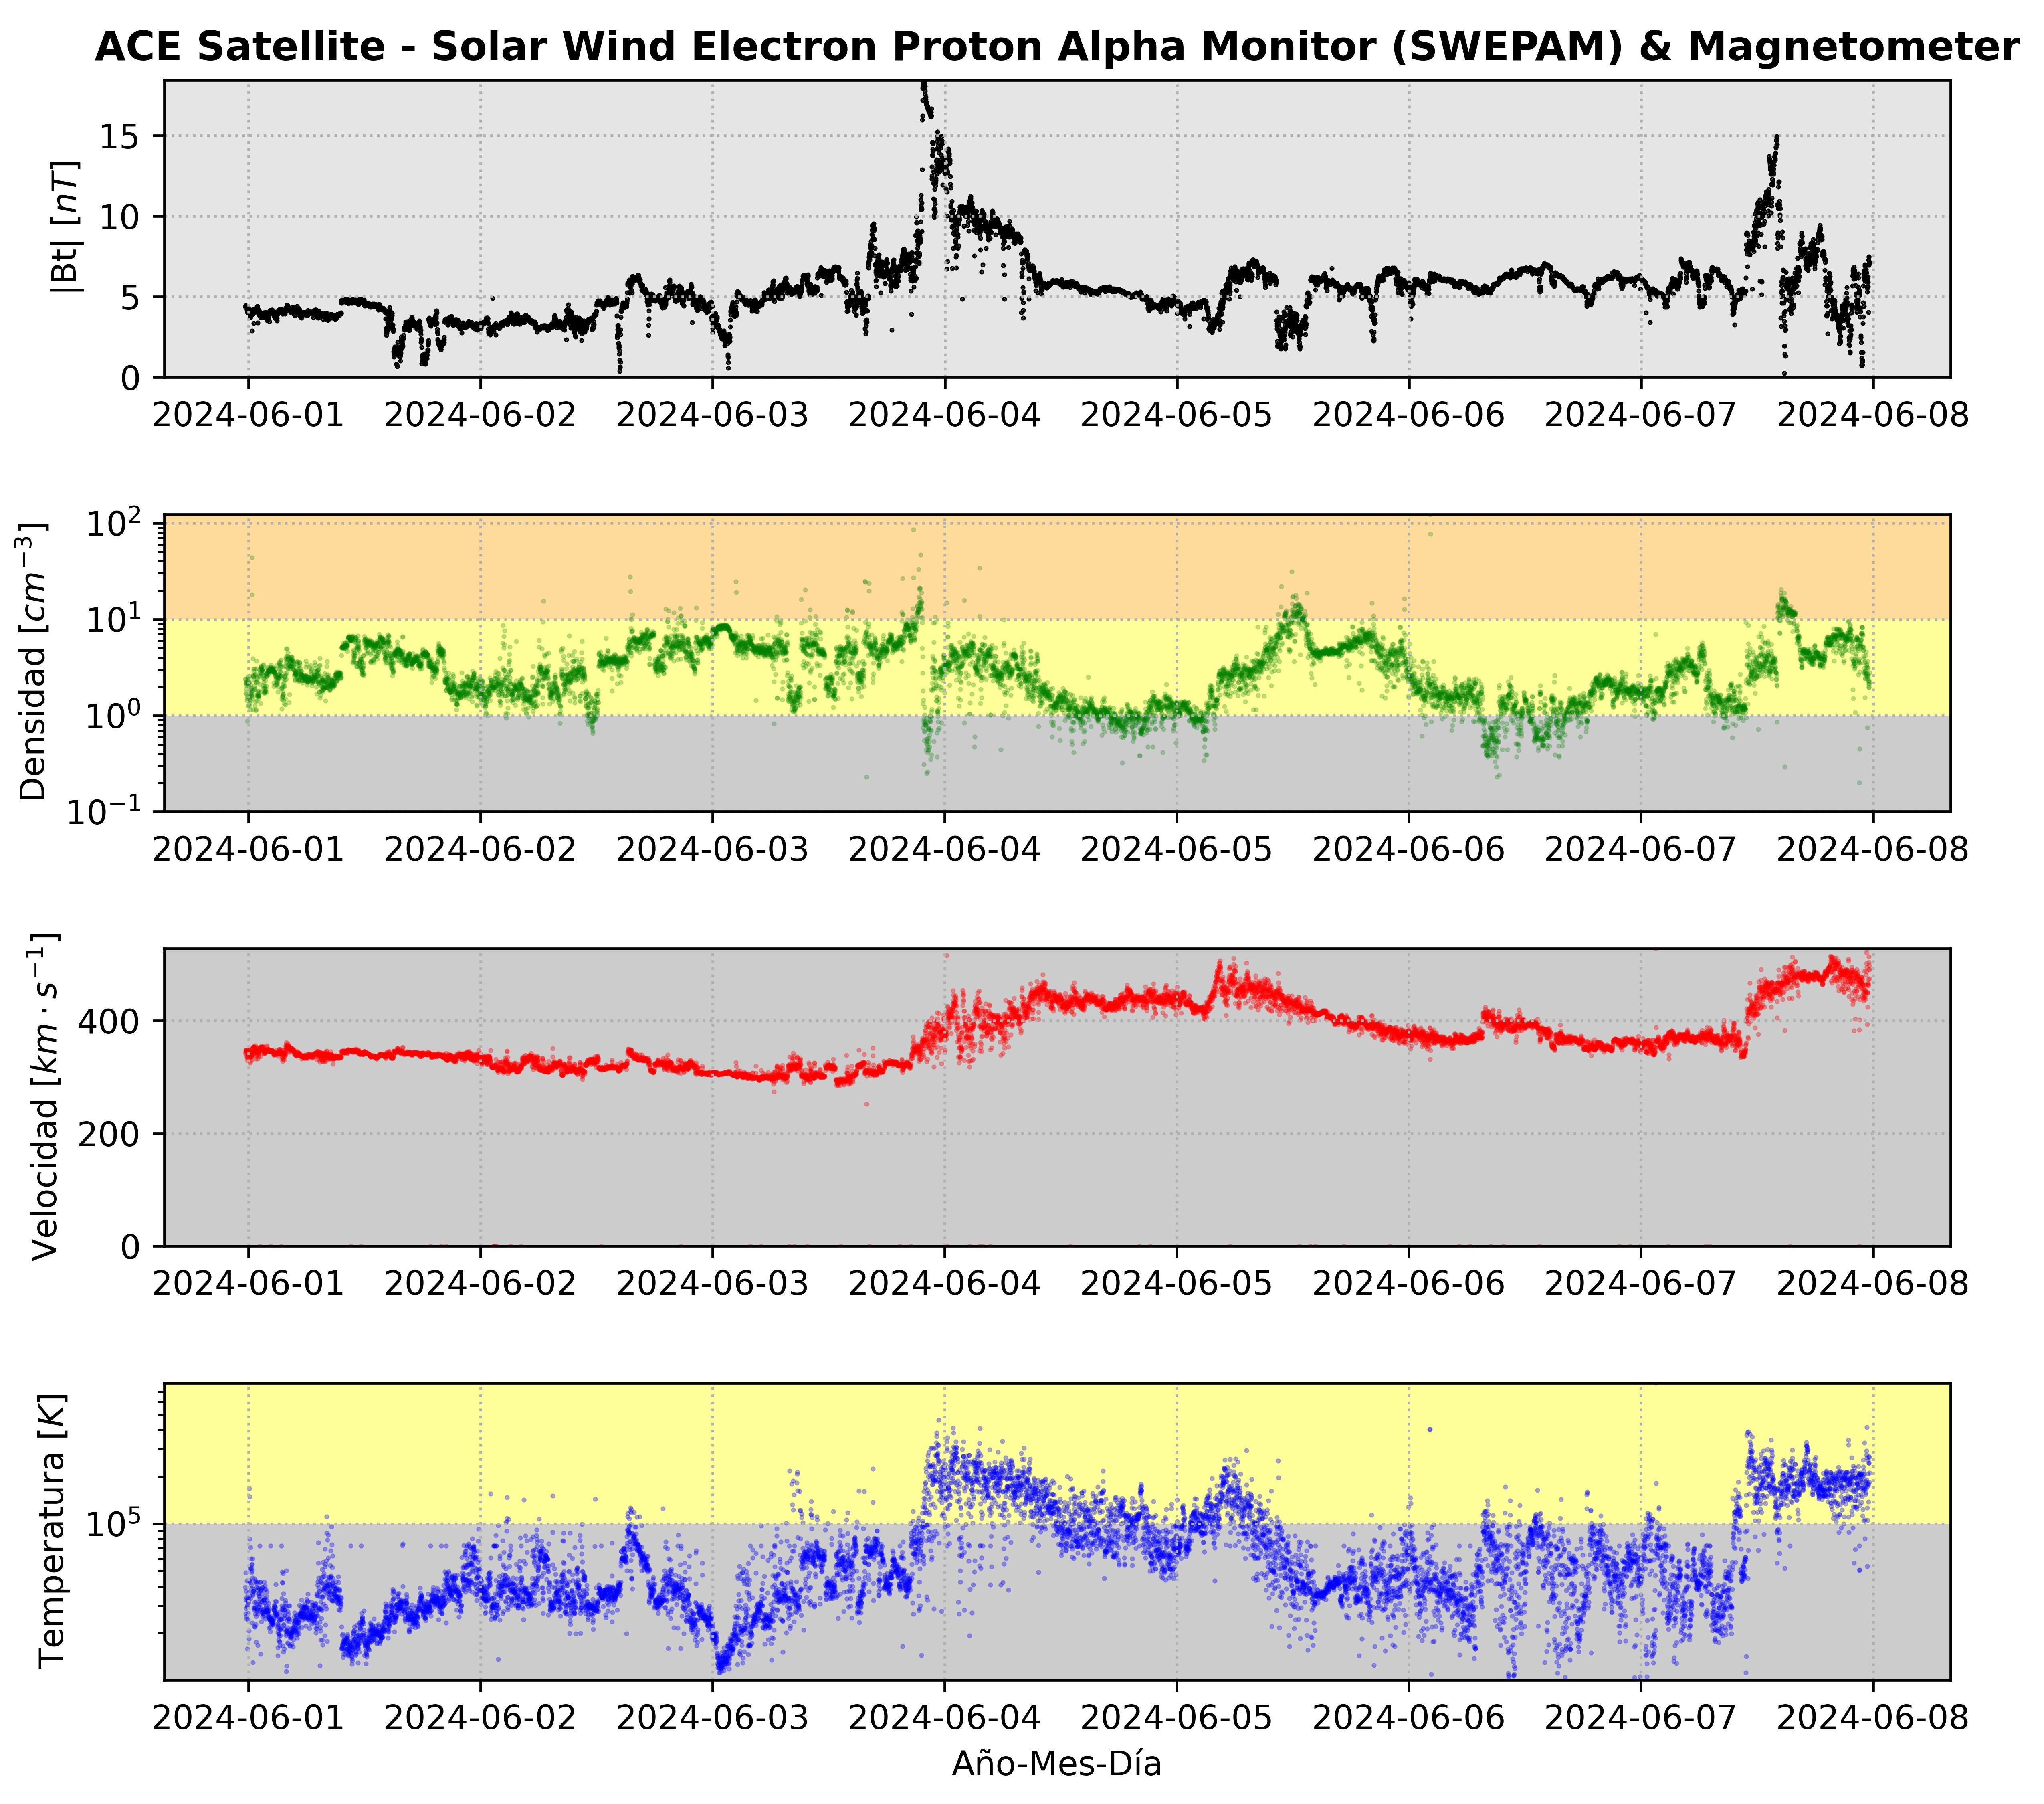 ACE Satellite - Solar Wind Electron Proton Alpha Monitor (SWEPAM) & Magnetometer
|Bt| [nT]
15
10
5
0
2024-06-01 2024-06-02 2024-06-03 2024-06-04 2024-06-05 2024-06-06 2024-06-07 2024-06-08
Densidad [cm⁻³]
10²
10¹
10⁰
10⁻¹
2024-06-01 2024-06-02 2024-06-03 2024-06-04 2024-06-05 2024-06-06 2024-06-07 2024-06-08
Velocidad [km · s⁻¹]
400
200
0
2024-06-01 2024-06-02 2024-06-03 2024-06-04 2024-06-05 2024-06-06 2024-06-07 2024-06-08
Temperatura [K]
10⁵
2024-06-01 2024-06-02 2024-06-03 2024-06-04 2024-06-05 2024-06-06 2024-06-07 2024-06-08
Año-Mes-Día